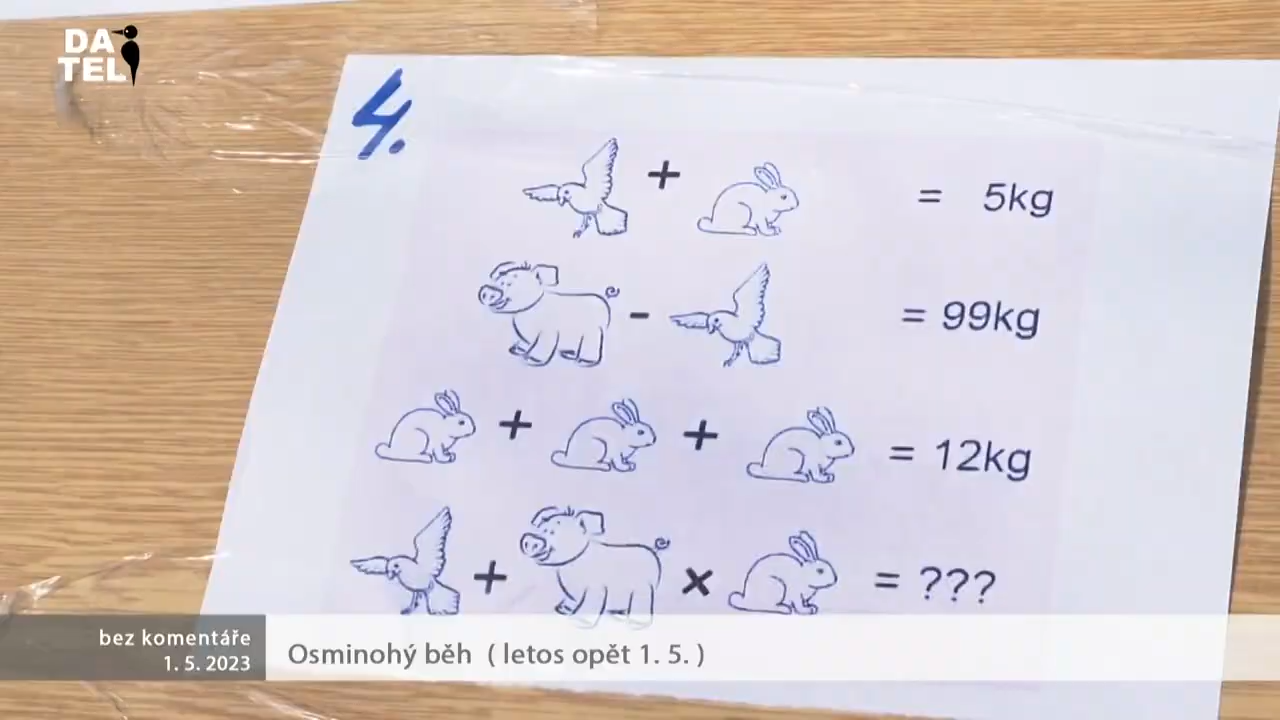 DA
TEL
4.
+ = 5kg
- = 99kg
+ + = 12kg
+ x = ???
bez komentáře
1. 5. 2023
Osminohý běh ( letos opět 1. 5. )